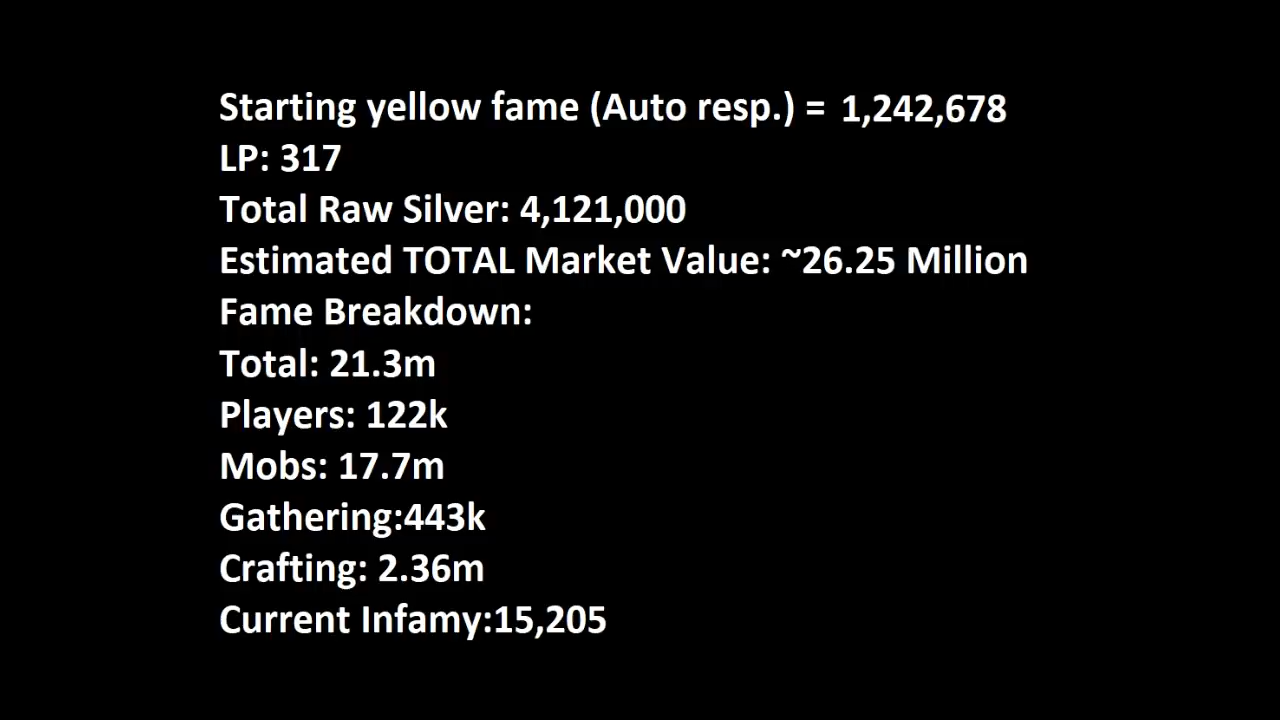 Starting yellow fame (Auto resp.) = 1,242,678
LP: 317
Total Raw Silver: 4,121,000
Estimated TOTAL Market Value: ~26.25 Million
Fame Breakdown:
Total: 21.3m
Players: 122k
Mobs: 17.7m
Gathering:443k
Crafting: 2.36m
Current Infamy:15,205